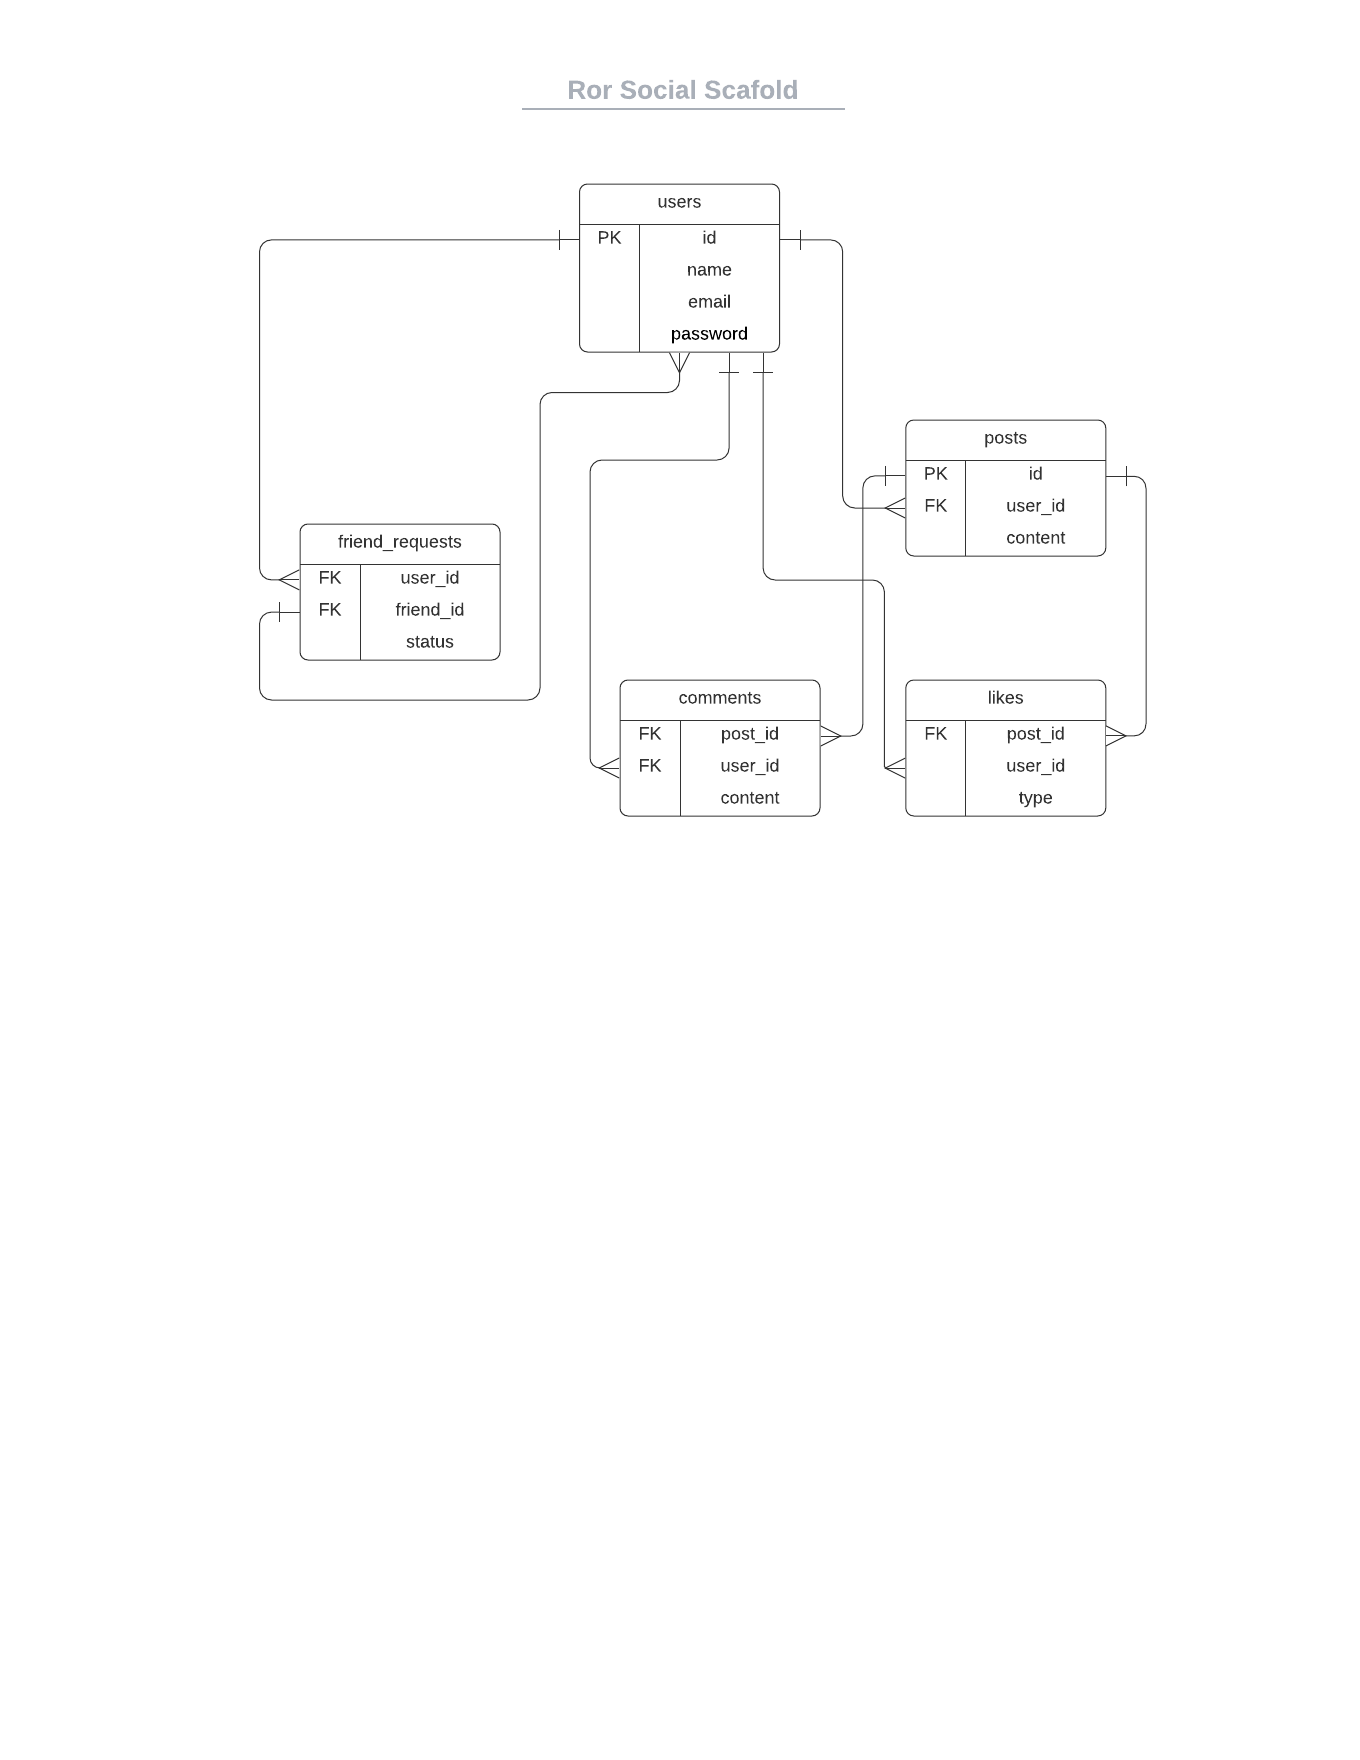 Ror Social Scafold
users
PK id
name
email
password
posts
PK id
FK user_id
content
friend_requests
FK user_id
FK friend_id
status
comments
FK post_id
FK user_id
content
likes
FK post_id
user_id
type